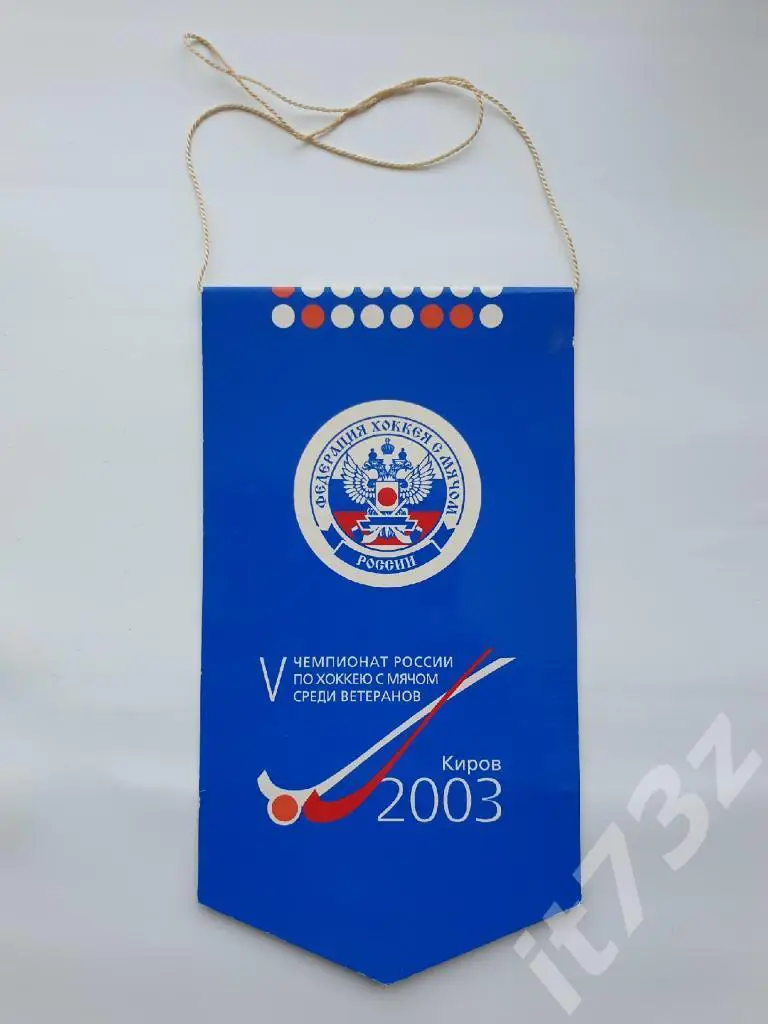 ФЕДЕРАЦИЯ ХОККЕЯ С МЯЧОМ
РОССИИ
V ЧЕМПИОНАТ РОССИИ
ПО ХОККЕЮ С МЯЧОМ
СРЕДИ ВЕТЕРАНОВ
Киров
2003
it73z